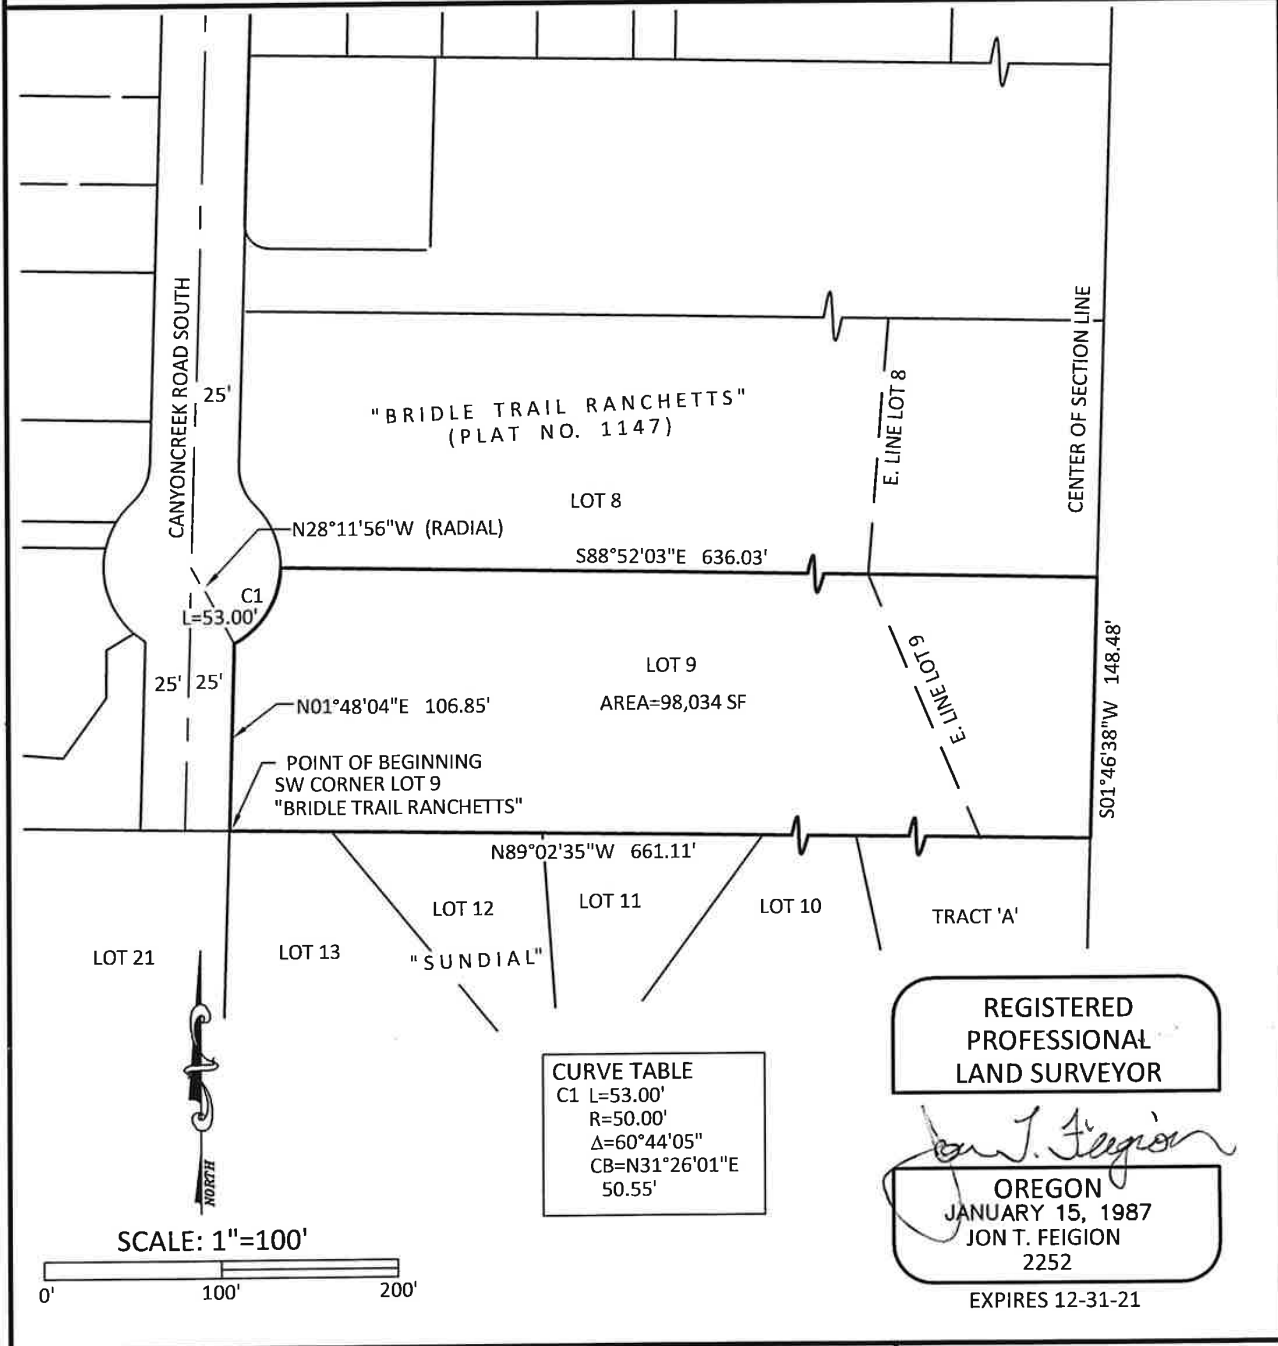 CANYONCREEK ROAD SOUTH
25'
"BRIDLE TRAIL RANCHETTS"
(PLAT NO. 1147)
E. LINE LOT 8
CENTER OF SECTION LINE
LOT 8
N28°11'56"W (RADIAL)
S88°52'03"E 636.03'
C1
L=53.00'
25' 25'
LOT 9
AREA=98,034 SF
E. LINE LOT 9
S01°46'38"W 148.48'
N01°48'04"E 106.85'
POINT OF BEGINNING
SW CORNER LOT 9
"BRIDLE TRAIL RANCHETTS"
N89°02'35"W 661.11'
LOT 12
LOT 11
LOT 10
TRACT 'A'
LOT 21
LOT 13
"SUNDIAL"
NORTH
SCALE: 1"=100'
0' 100' 200'
CURVE TABLE
C1 L=53.00'
R=50.00'
Δ=60°44'05"
CB=N31°26'01"E
50.55'
REGISTERED
PROFESSIONAL
LAND SURVEYOR
Jon T. Feigion
OREGON
JANUARY 15, 1987
JON T. FEIGION
2252
EXPIRES 12-31-21